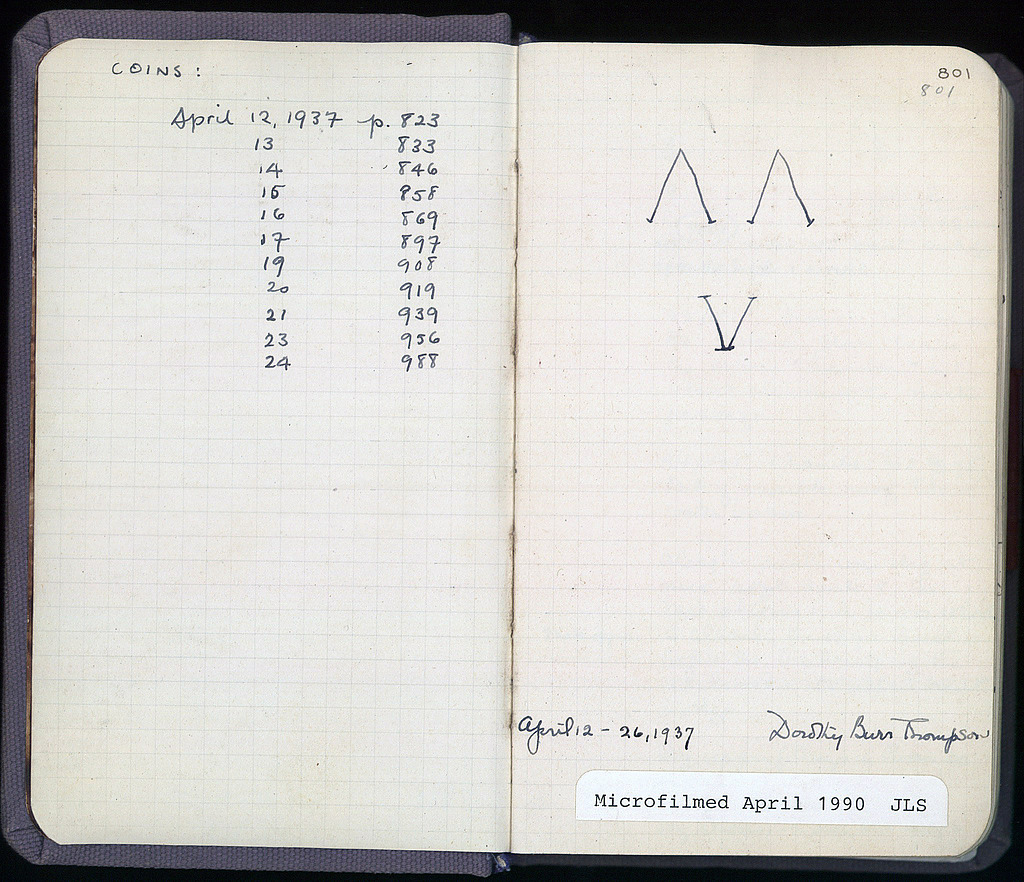 COINS:
April 12, 1937 p. 823
13 833
14 846
15 858
16 869
17 897
19 908
20 919
21 939
23 956
24 988
801
801
Λ Λ
V
April 12 - 26, 1937 Dorothy Burr Thompson
Microfilmed April 1990 JLS